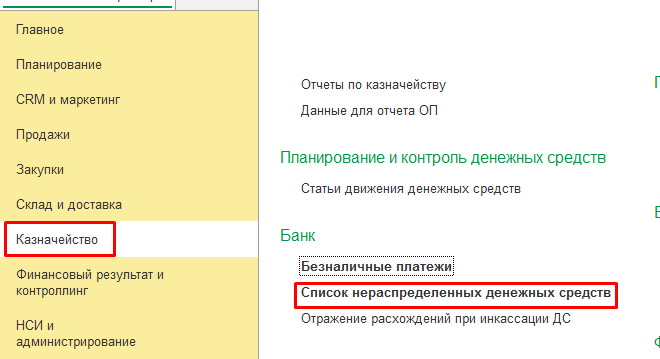 Главное
Планирование
CRM и маркетинг
Продажи
Закупки
Склад и доставка
Казначейство
Финансовый результат и
контроллинг
НСИ и
администрирование
Отчеты по казначейству
Данные для отчета ОП
Планирование и контроль денежных средств
Статьи движения денежных средств
Банк
Безналичные платежи
Список нераспределенных денежных средств
Отражение расхождений при инкассации ДС